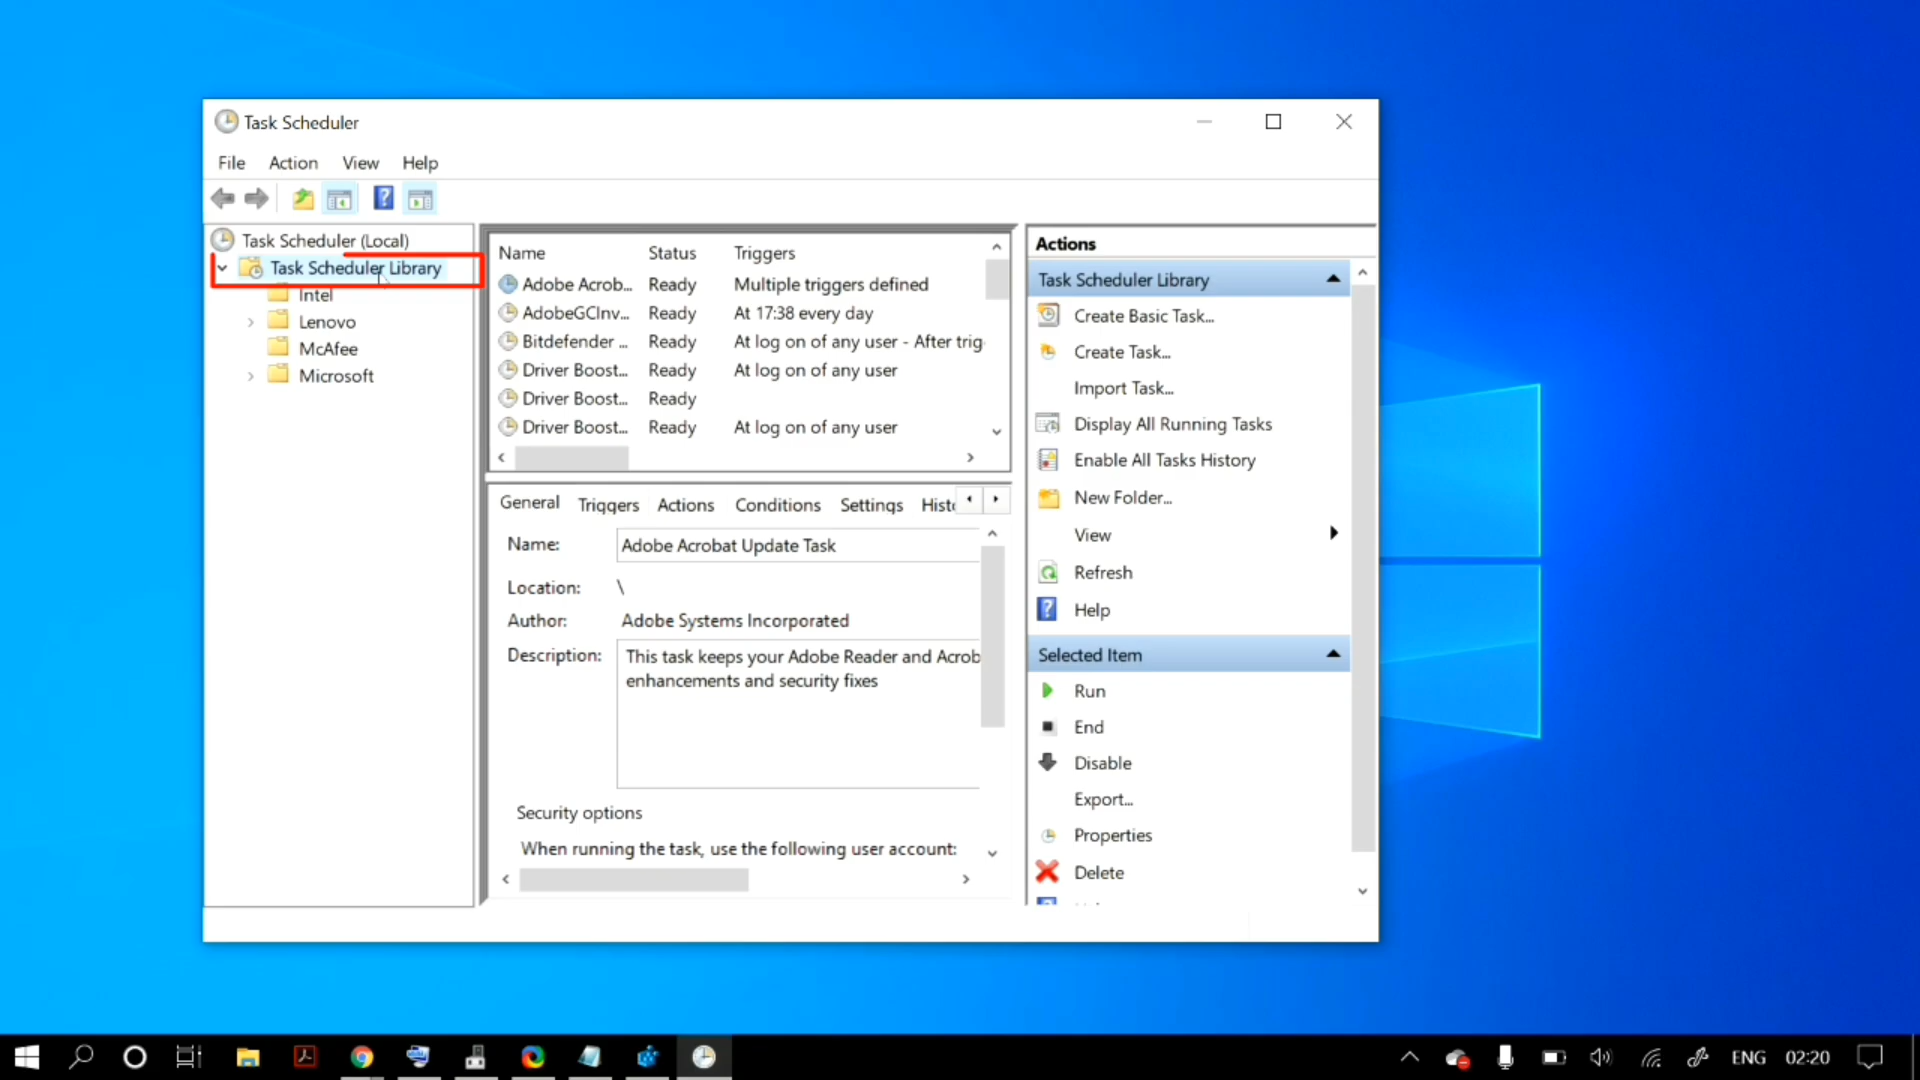 Task Scheduler
File Action View Help
Task Scheduler (Local)
Task Scheduler Library
Intel
Lenovo
McAfee
Microsoft
Name Status Triggers
Adobe Acrob... Ready Multiple triggers defined
AdobeGCInv... Ready At 17:38 every day
Bitdefender ... Ready At log on of any user - After trig
Driver Boost... Ready At log on of any user
Driver Boost... Ready
Driver Boost... Ready At log on of any user
General Triggers Actions Conditions Settings Histo
Name: Adobe Acrobat Update Task
Location: \
Author: Adobe Systems Incorporated
Description: This task keeps your Adobe Reader and Acrob
enhancements and security fixes
Security options
When running the task, use the following user account:
Actions
Task Scheduler Library
Create Basic Task...
Create Task...
Import Task...
Display All Running Tasks
Enable All Tasks History
New Folder...
View
Refresh
Help
Selected Item
Run
End
Disable
Export...
Properties
Delete
ENG 02:20